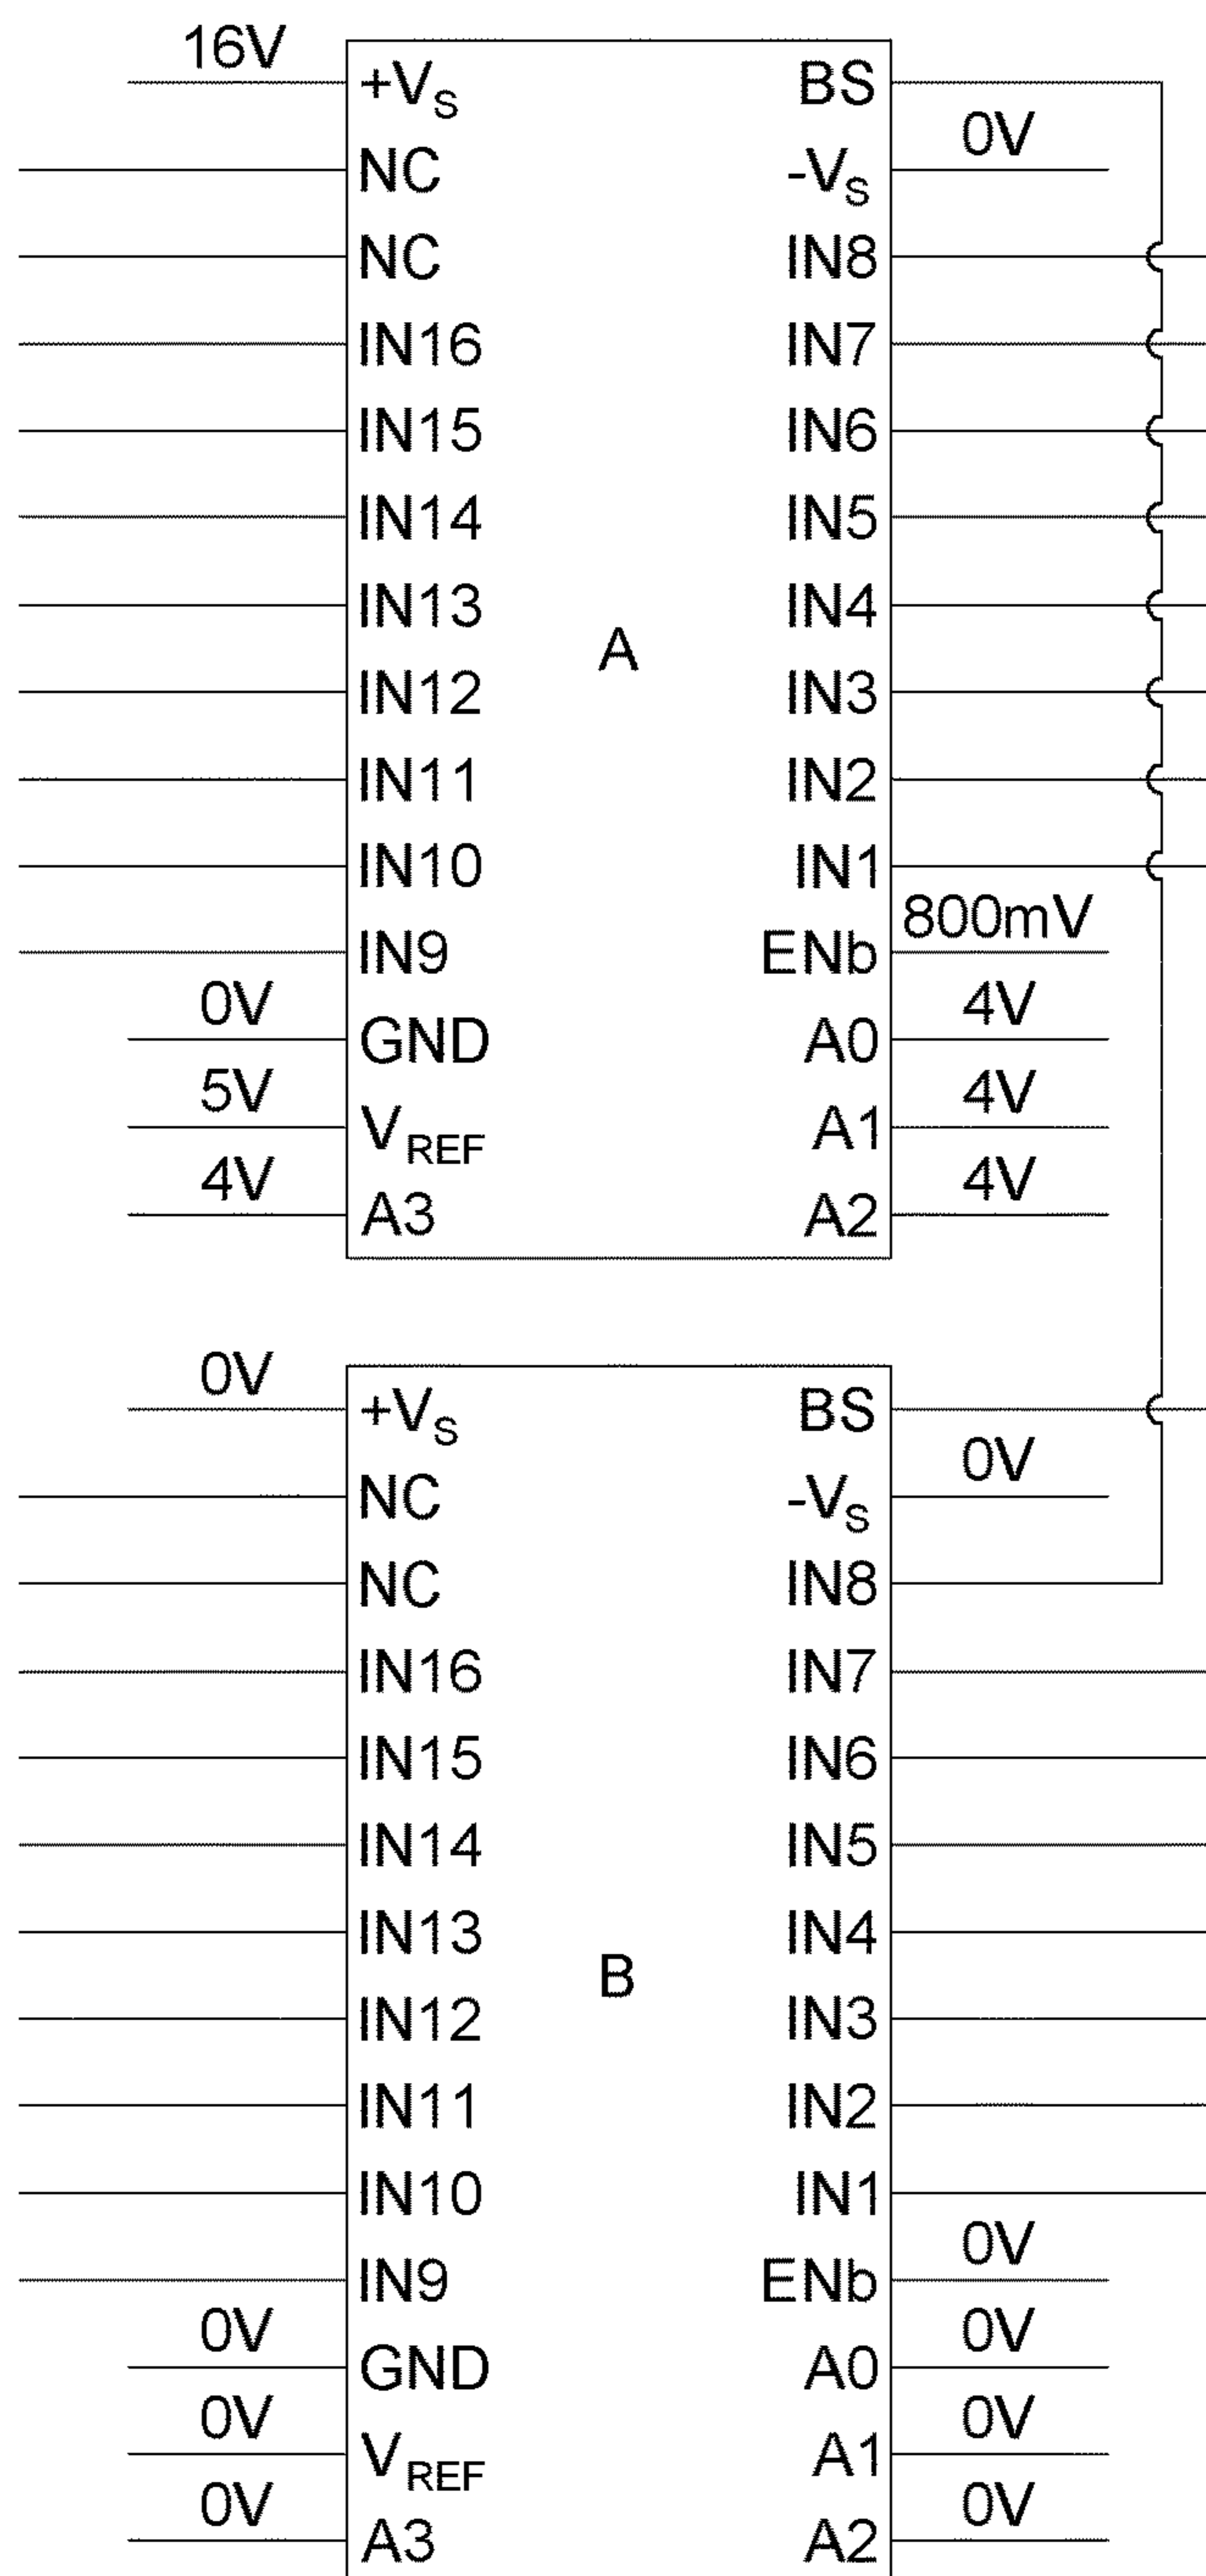 16V +VS BS
0V
NC -VS
NC IN8
IN16 IN7
IN15 IN6
IN14 IN5
IN13 IN4
A
IN12 IN3
IN11 IN2
IN10 IN1
800mV
IN9 ENb
0V 4V
GND A0
5V 4V
VREF A1
4V 4V
A3 A2
0V
+VS BS
0V
NC -VS
NC IN8
IN16 IN7
IN15 IN6
IN14 IN5
IN13 IN4
B
IN12 IN3
IN11 IN2
IN10 IN1
0V
IN9 ENb
0V 0V
GND A0
0V 0V
VREF A1
0V 0V
A3 A2